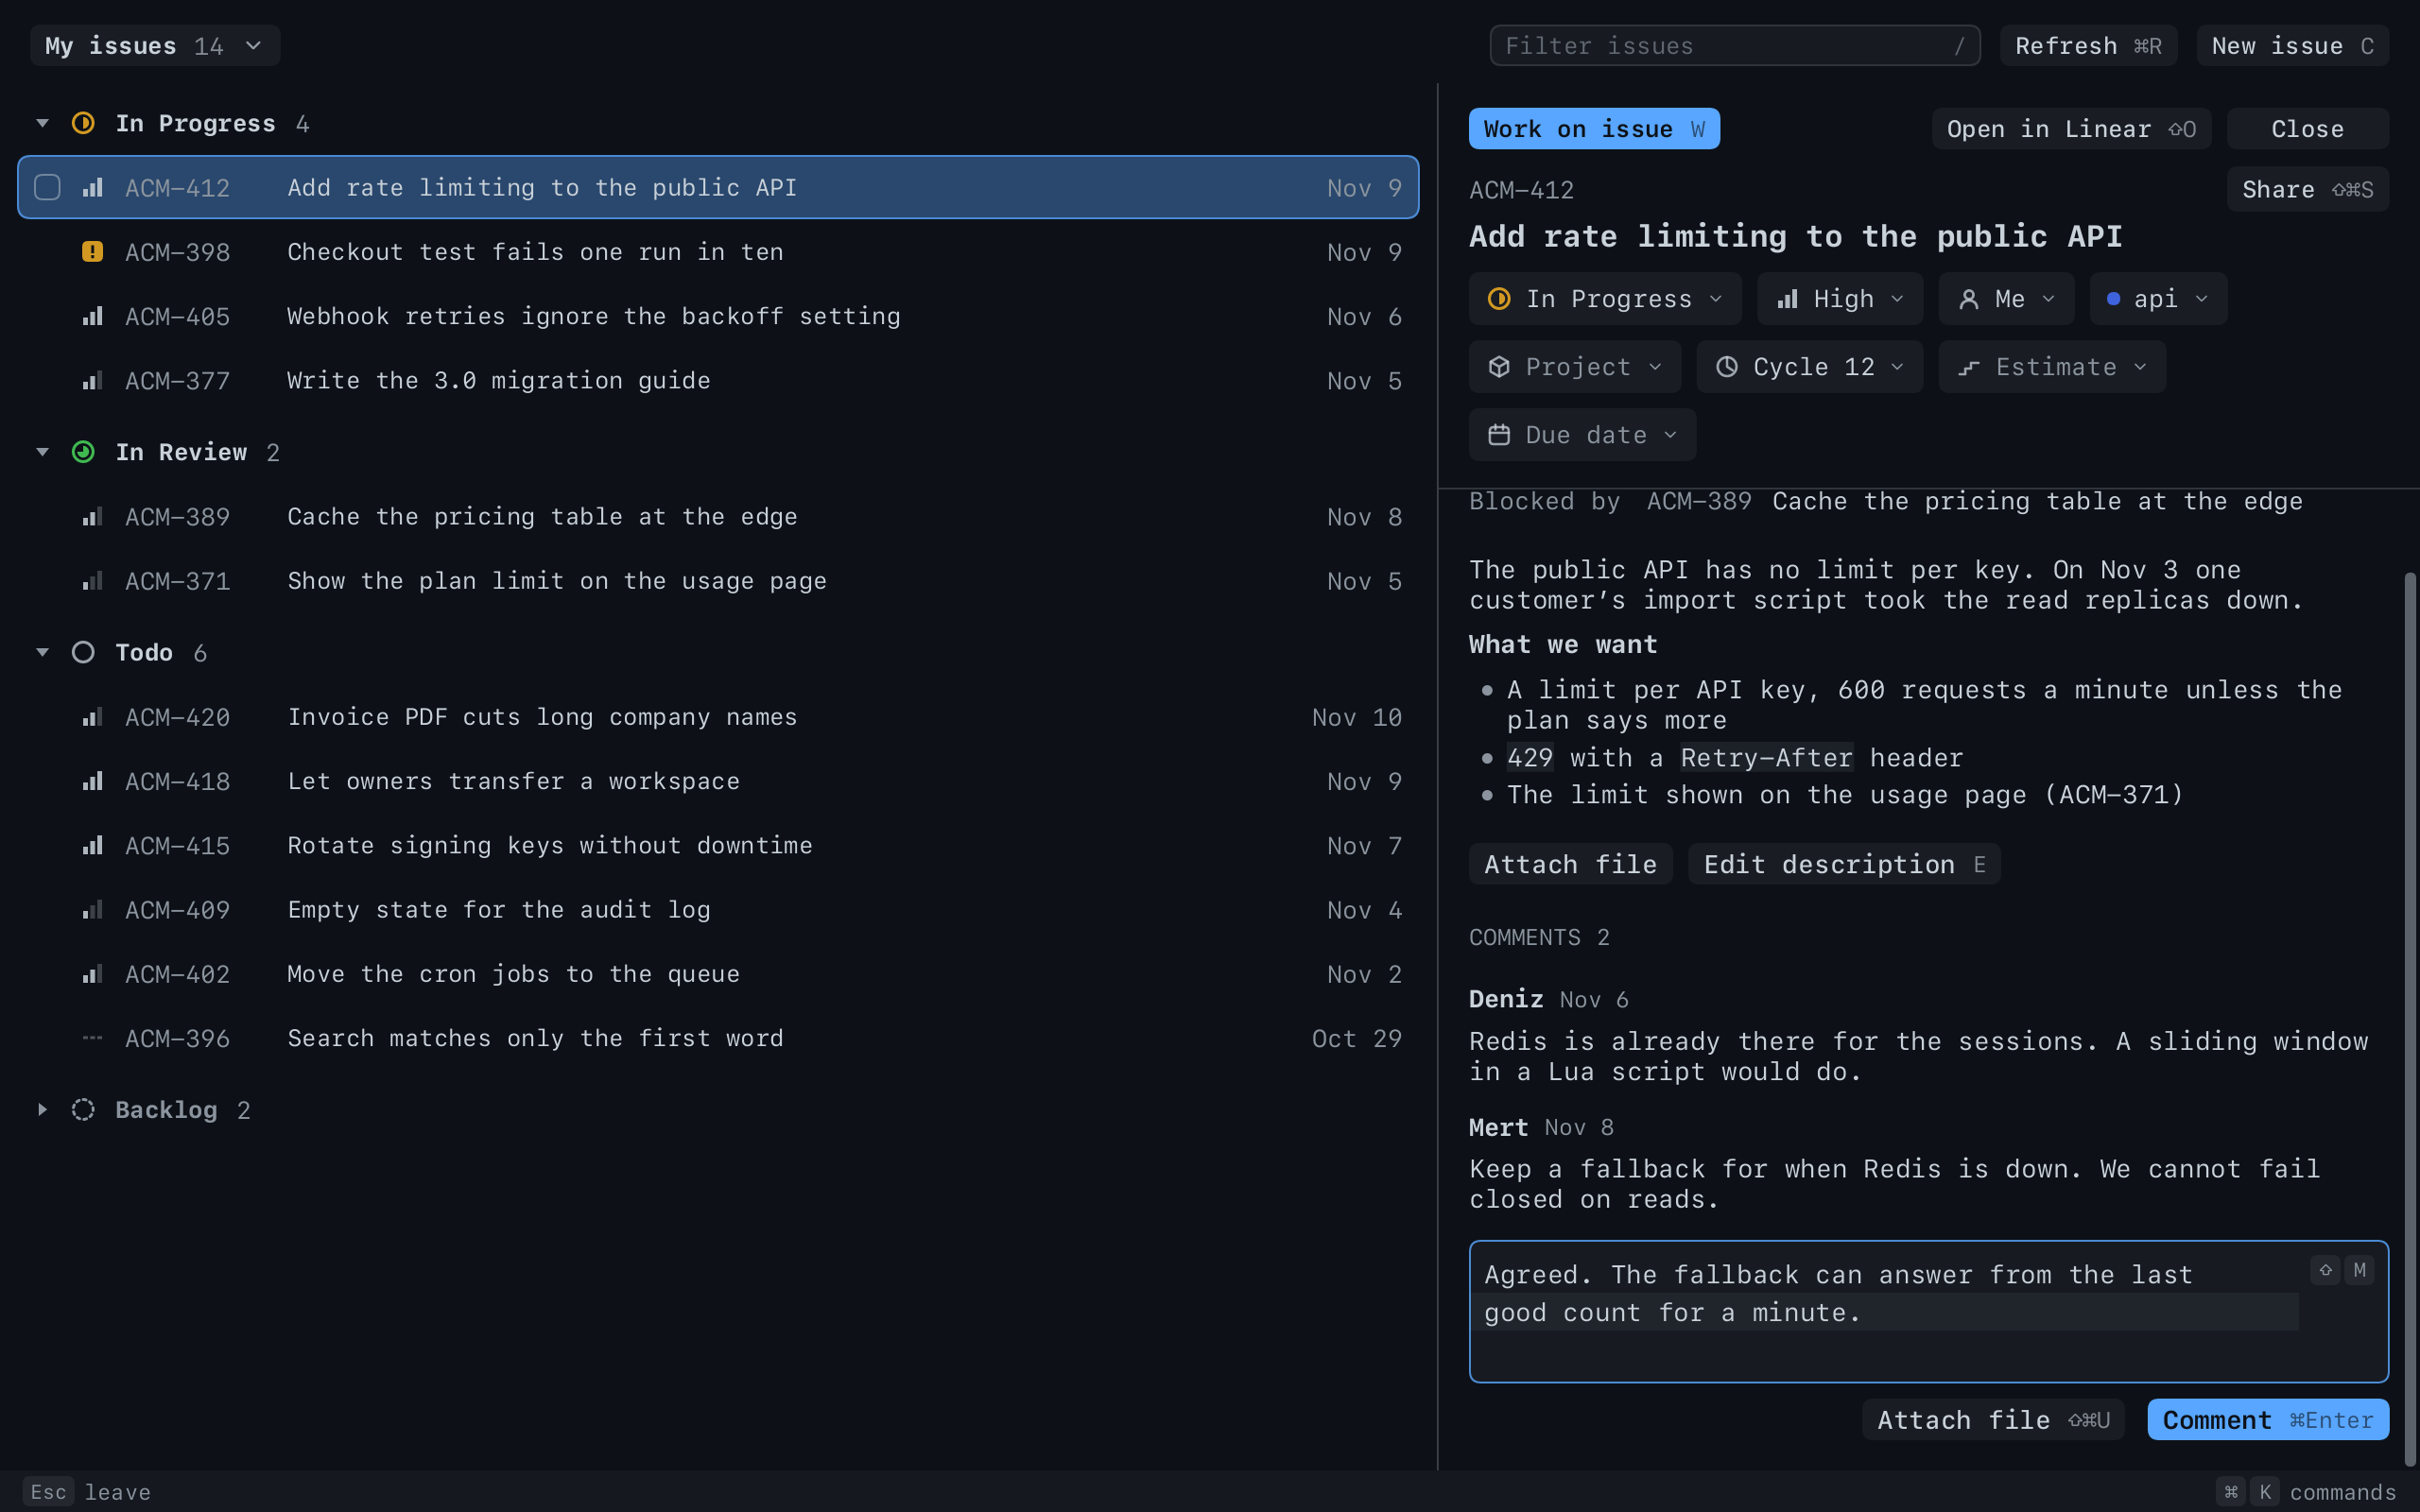 My issues 14
Filter issues /
Refresh ⌘R
New issue C
In Progress 4
ACM-412 Add rate limiting to the public API Nov 9
ACM-398 Checkout test fails one run in ten Nov 9
ACM-405 Webhook retries ignore the backoff setting Nov 6
ACM-377 Write the 3.0 migration guide Nov 5
In Review 2
ACM-389 Cache the pricing table at the edge Nov 8
ACM-371 Show the plan limit on the usage page Nov 5
Todo 6
ACM-420 Invoice PDF cuts long company names Nov 10
ACM-418 Let owners transfer a workspace Nov 9
ACM-415 Rotate signing keys without downtime Nov 7
ACM-409 Empty state for the audit log Nov 4
ACM-402 Move the cron jobs to the queue Nov 2
ACM-396 Search matches only the first word Oct 29
Backlog 2
Work on issue W
Open in Linear ⇧O
Close
ACM-412
Share ⇧⌘S
Add rate limiting to the public API
In Progress
High
Me
api
Project
Cycle 12
Estimate
Due date
Blocked by ACM-389 Cache the pricing table at the edge
The public API has no limit per key. On Nov 3 one
customer’s import script took the read replicas down.
What we want
• A limit per API key, 600 requests a minute unless the
plan says more
• 429 with a Retry-After header
• The limit shown on the usage page (ACM-371)
Attach file
Edit description E
COMMENTS 2
Deniz Nov 6
Redis is already there for the sessions. A sliding window
in a Lua script would do.
Mert Nov 8
Keep a fallback for when Redis is down. We cannot fail
closed on reads.
Agreed. The fallback can answer from the last
good count for a minute.
⇧ M
Attach file ⇧⌘U
Comment ⌘Enter
Esc leave
⌘ K commands